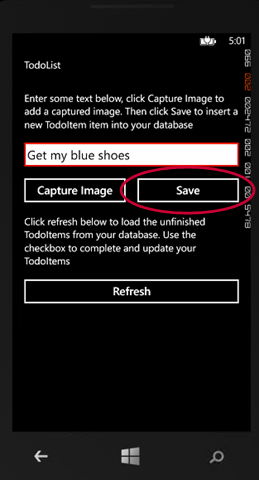 5:01
TodoList
Enter some text below, click Capture Image to
add a captured image. Then click Save to insert a
new TodoItem item into your database
Get my blue shoes
Capture Image
Save
Click refresh below to load the unfinished
TodoItems from your database. Use the
checkbox to complete and update your
TodoItems
Refresh